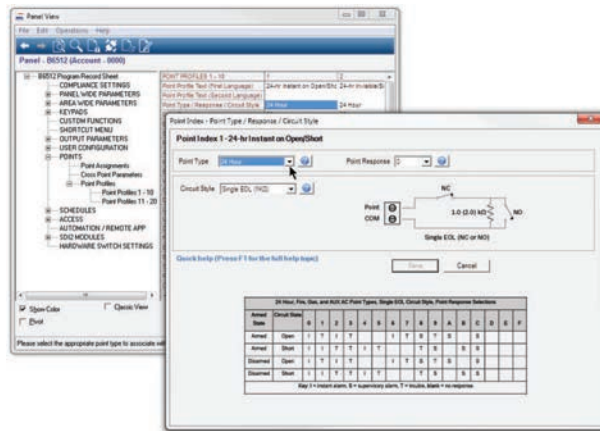 Panel View
File Edit Operations Help
Panel - B6512 (Account - 0000)
B6512 Program Record Sheet
COMPLIANCE SETTINGS
PANEL WIDE PARAMETERS
AREA WIDE PARAMETERS
KEYPADS
CUSTOM FUNCTIONS
SHORTCUT MENU
OUTPUT PARAMETERS
USER CONFIGURATION
POINTS
Point Assignments
Cross Point Parameters
Point Profiles
Point Profiles 1 - 10
Point Profiles 11 - 20
SCHEDULES
ACCESS
AUTOMATION / REMOTE APP
SDI2 MODULES
HARDWARE SWITCH SETTINGS
POINT PROFILES 1 - 10 1 2
Point Profile Text (First Language) 24-hr Instant on Open/Sho 24-hr Invisible/S
Point Profile Text (Second Language)
Point Type / Response / Circuit Style 24 Hour 24 Hour
Show Color Classic View
Pivot
Please select the appropriate point type to associate wit
Point Index - Point Type / Response / Circuit Style
Point Index 1 - 24-hr Instant on Open/Short
Point Type 24 Hour Point Response 0
Circuit Style Single EOL (1KΩ)
NC
Point
COM
1.0 (2.0) kΩ
NO
Single EOL (NC or NO)
Quick help (Press F1 for the full help topic)
Save Cancel
24 Hour, Fire, Gas, and AUX AC Point Types, Single EOL Circuit Style, Point Response Selections
Armed State Circuit State 0 1 2 3 4 5 6 7 8 9 A B C D E F
Armed Open I T I T I T S T S S
Armed Short I I T T I T T S S S
Disarmed Open I T I T I T S T S S
Disarmed Short I I T T I T T S S S
Key: I = instant alarm, S = supervisory alarm, T = trouble, blank = no response